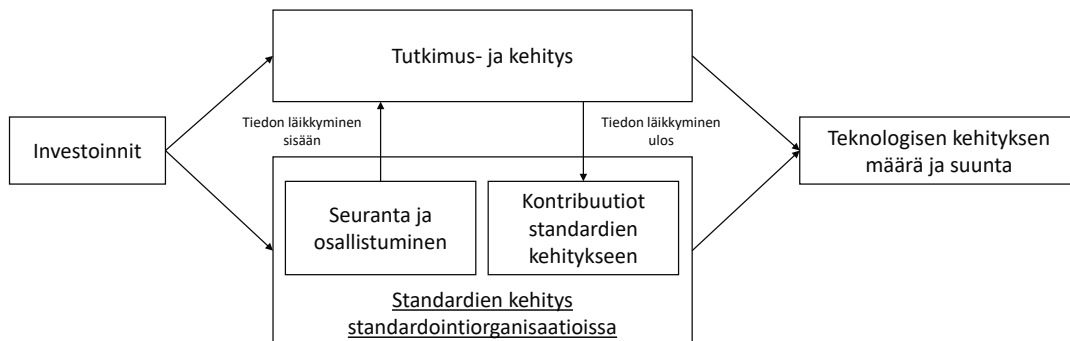 Tutkimus- ja kehitys
Tiedon läikkyminen
sisään
Tiedon läikkyminen
ulos
Investoinnit
Teknologisen kehityksen
määrä ja suunta
Seuranta ja
osallistuminen
Kontribuutiot
standardien
kehitykseen
Standardien kehitys
standardointiorganisaatioissa